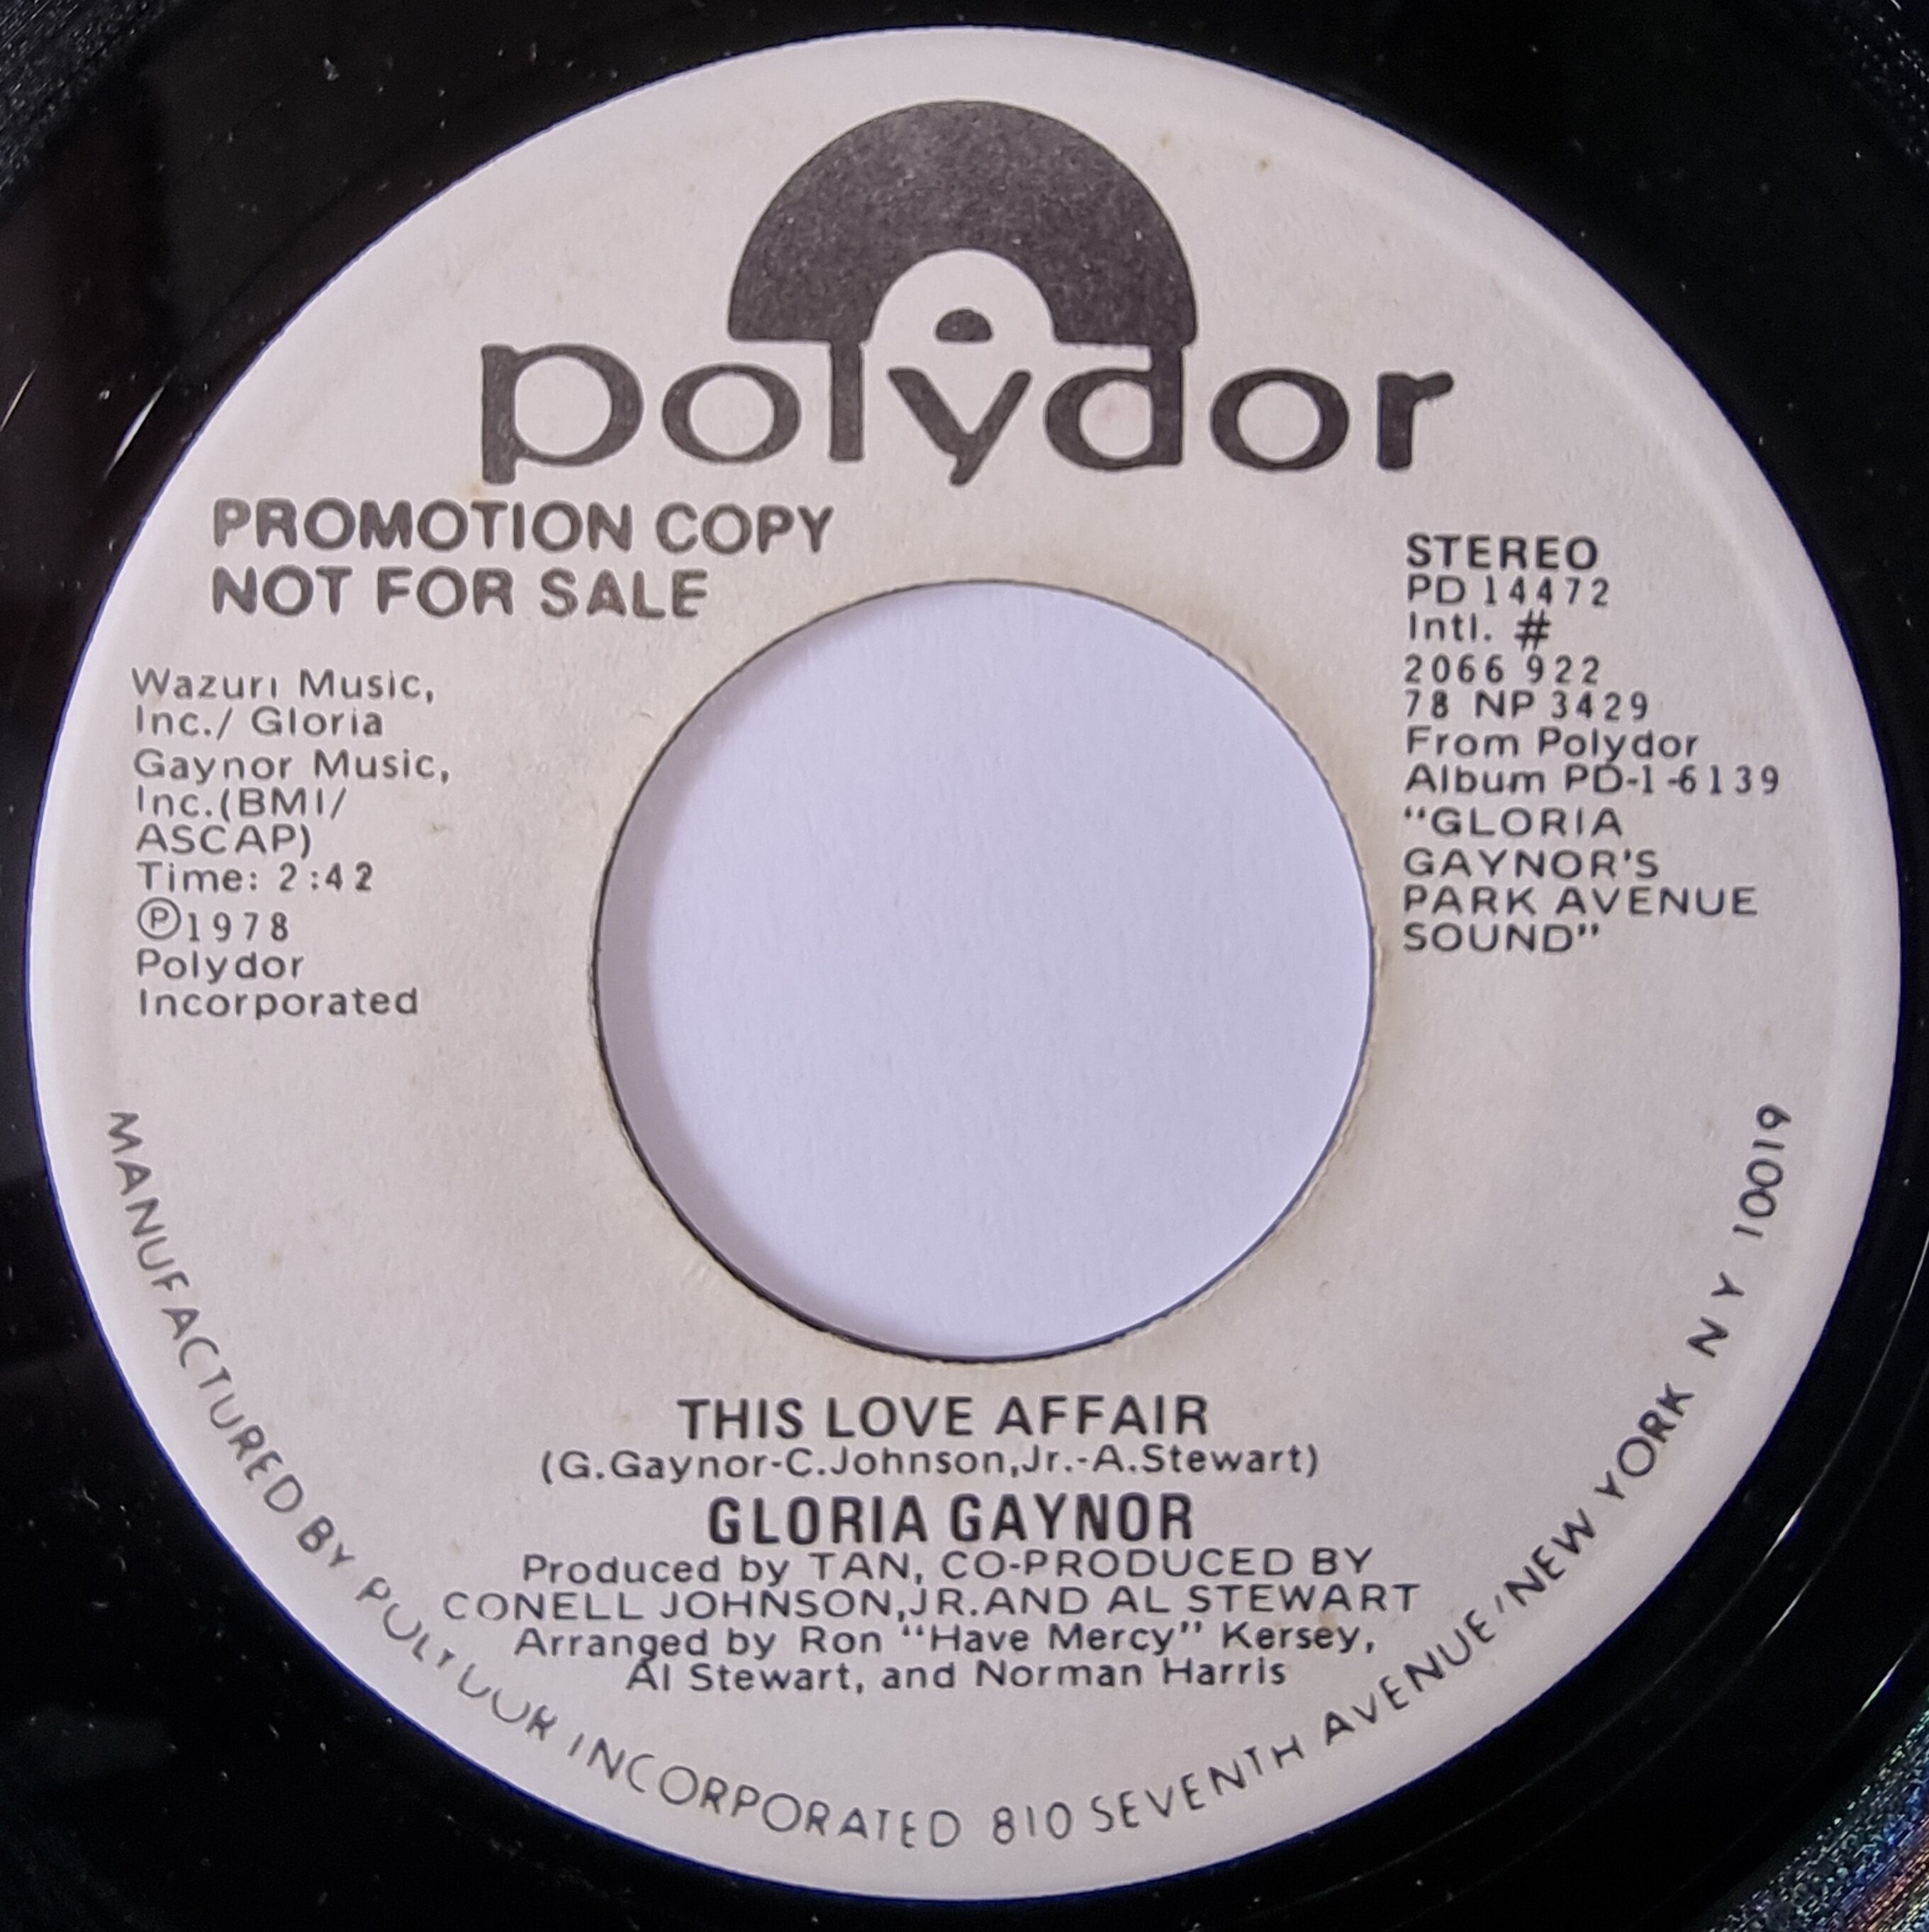 polydor
PROMOTION COPY
NOT FOR SALE
Wazuri Music,
Inc./ Gloria
Gaynor Music,
Inc.(BMI/
ASCAP)
Time: 2:42
℗1978
Polydor
Incorporated
STEREO
PD 14472
Intl. #
2066 922
78 NP 3429
From Polydor
Album PD-1-6139
"GLORIA
GAYNOR'S
PARK AVENUE
SOUND"
THIS LOVE AFFAIR
(G.Gaynor-C.Johnson,Jr.-A.Stewart)
GLORIA GAYNOR
Produced by TAN, CO-PRODUCED BY
CONELL JOHNSON,JR.AND AL STEWART
Arranged by Ron "Have Mercy" Kersey,
Al Stewart, and Norman Harris
MANUFACTURED BY POLYDOR INCORPORATED 810 SEVENTH AVENUE/NEW YORK N Y 10019